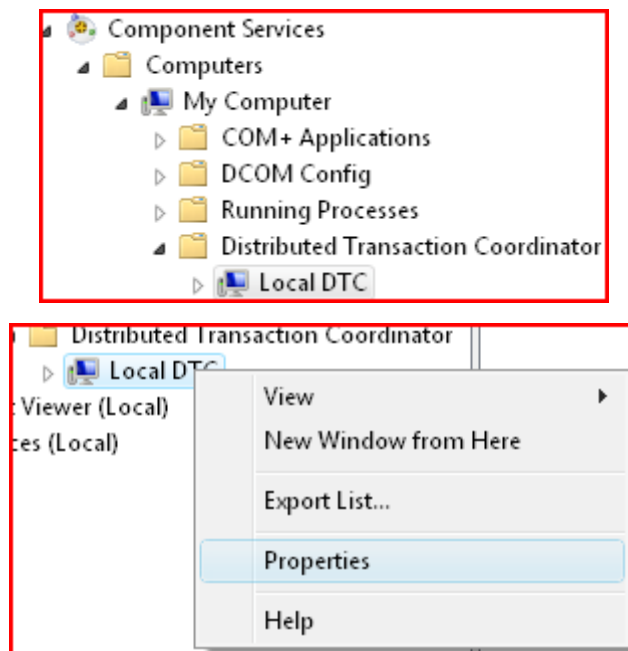 Component Services
Computers
My Computer
COM+ Applications
DCOM Config
Running Processes
Distributed Transaction Coordinator
Local DTC
Distributed Transaction Coordinator
Local DTC
Viewer (Local)
View
New Window from Here
Export List...
Properties
Help
(Local)